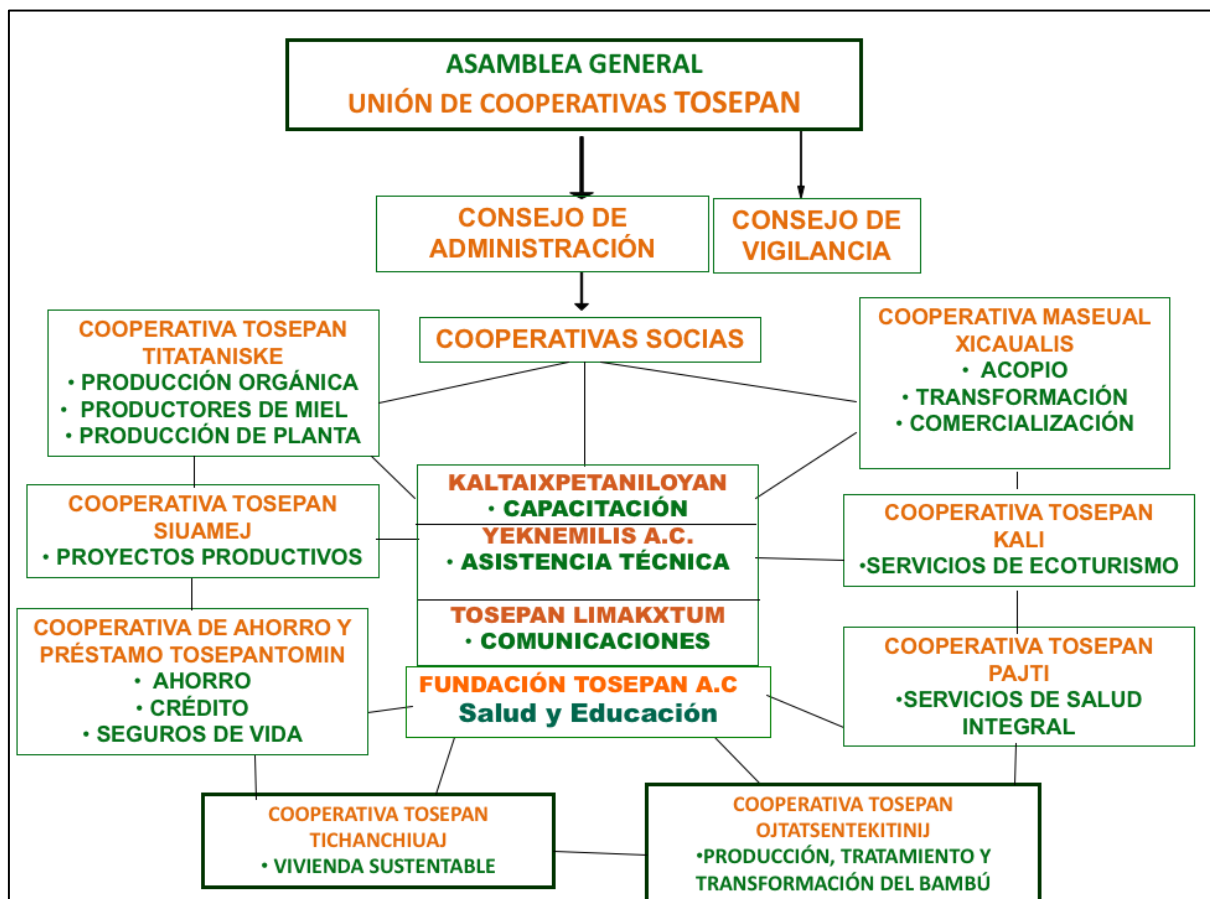 ASAMBLEA GENERAL
UNIÓN DE COOPERATIVAS TOSEPAN
CONSEJO DE
ADMINISTRACIÓN
CONSEJO DE
VIGILANCIA
COOPERATIVAS SOCIAS
COOPERATIVA TOSEPAN
TITATANISKE
• PRODUCCIÓN ORGÁNICA
• PRODUCTORES DE MIEL
• PRODUCCIÓN DE PLANTA
COOPERATIVA MASEUAL
XICAUALIS
• ACOPIO
• TRANSFORMACIÓN
• COMERCIALIZACIÓN
COOPERATIVA TOSEPAN
SIUAMEJ
• PROYECTOS PRODUCTIVOS
KALTAIXPETANILOYAN
• CAPACITACIÓN
YEKNEMILIS A.C.
• ASISTENCIA TÉCNICA
TOSEPAN LIMAKXTUM
• COMUNICACIONES
FUNDACIÓN TOSEPAN A.C
Salud y Educación
COOPERATIVA TOSEPAN
KALI
•SERVICIOS DE ECOTURISMO
COOPERATIVA DE AHORRO Y
PRÉSTAMO TOSEPANTOMIN
• AHORRO
• CRÉDITO
• SEGUROS DE VIDA
COOPERATIVA TOSEPAN
PAJTI
• SERVICIOS DE SALUD
INTEGRAL
COOPERATIVA TOSEPAN
TICHANCHIUAJ
• VIVIENDA SUSTENTABLE
COOPERATIVA TOSEPAN
OJTATSENTEKITINIJ
•PRODUCCIÓN, TRATAMIENTO Y
TRANSFORMACIÓN DEL BAMBÚ